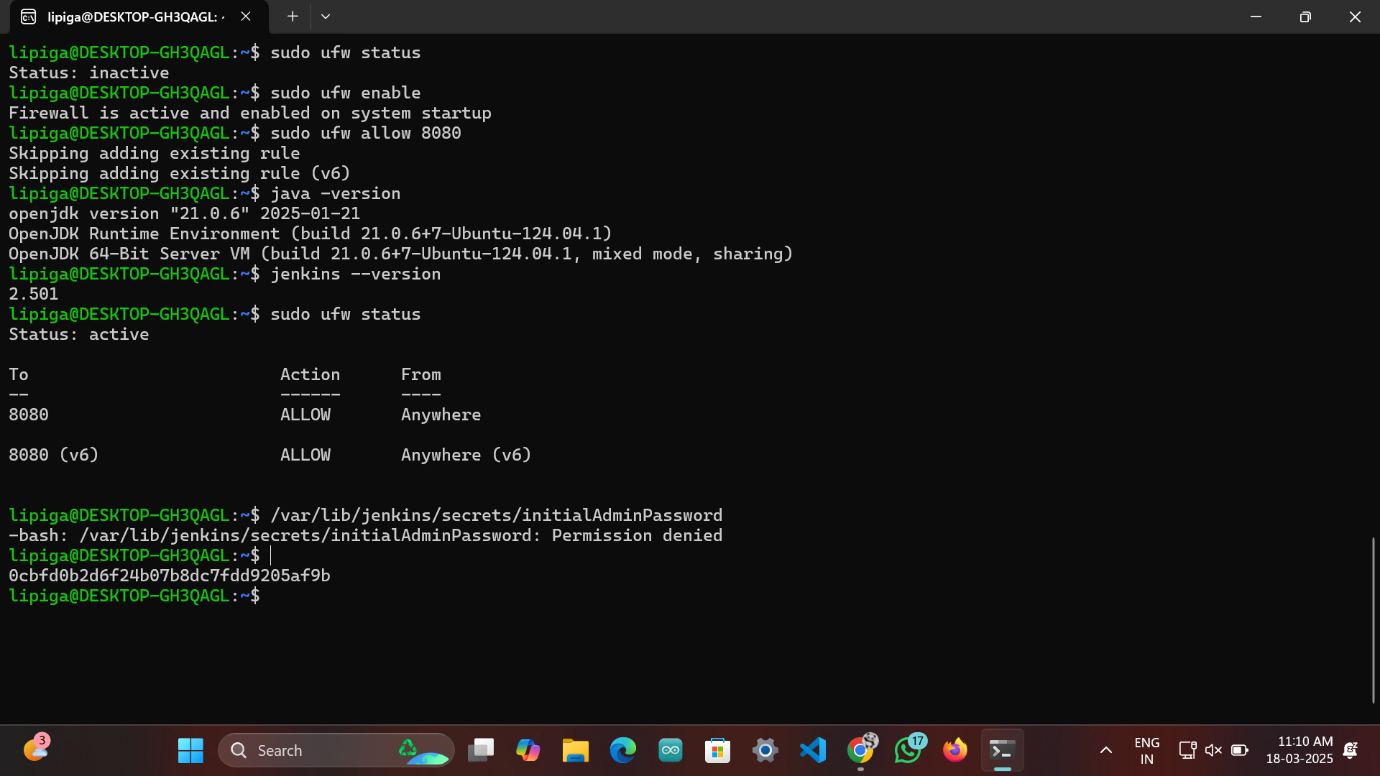 lipiga@DESKTOP-GH3QAGL: ~
lipiga@DESKTOP-GH3QAGL:~$ sudo ufw status
Status: inactive
lipiga@DESKTOP-GH3QAGL:~$ sudo ufw enable
Firewall is active and enabled on system startup
lipiga@DESKTOP-GH3QAGL:~$ sudo ufw allow 8080
Skipping adding existing rule
Skipping adding existing rule (v6)
lipiga@DESKTOP-GH3QAGL:~$ java -version
openjdk version "21.0.6" 2025-01-21
OpenJDK Runtime Environment (build 21.0.6+7-Ubuntu-124.04.1)
OpenJDK 64-Bit Server VM (build 21.0.6+7-Ubuntu-124.04.1, mixed mode, sharing)
lipiga@DESKTOP-GH3QAGL:~$ jenkins --version
2.501
lipiga@DESKTOP-GH3QAGL:~$ sudo ufw status
Status: active
To Action From
-- ------ ----
8080 ALLOW Anywhere
8080 (v6) ALLOW Anywhere (v6)
lipiga@DESKTOP-GH3QAGL:~$ /var/lib/jenkins/secrets/initialAdminPassword
-bash: /var/lib/jenkins/secrets/initialAdminPassword: Permission denied
lipiga@DESKTOP-GH3QAGL:~$
0cbfd0b2d6f24b07b8dc7fdd9205af9b
lipiga@DESKTOP-GH3QAGL:~$
3
Search
17
ENG
IN
11:10 AM
18-03-2025